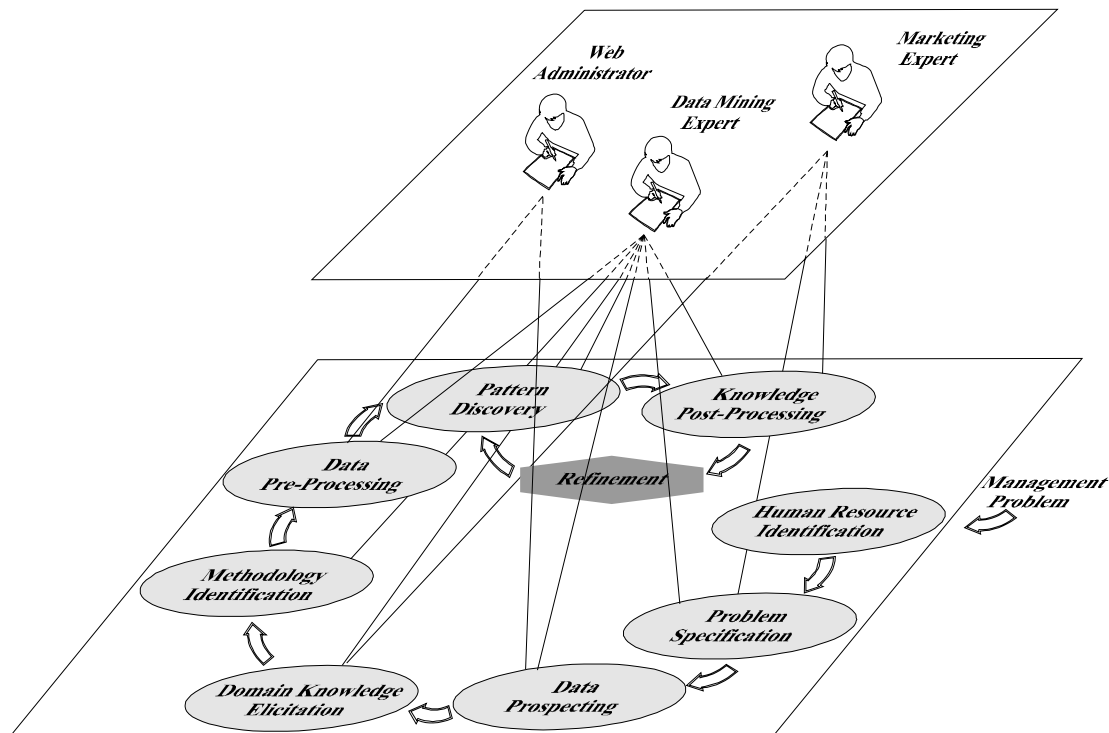 Web
Administrator
Data Mining
Expert
Marketing
Expert
Pattern
Discovery
Knowledge
Post-Processing
Data
Pre-Processing
Refinement
Human Resource
Identification
Management
Problem
Methodology
Identification
Problem
Specification
Domain Knowledge
Elicitation
Data
Prospecting